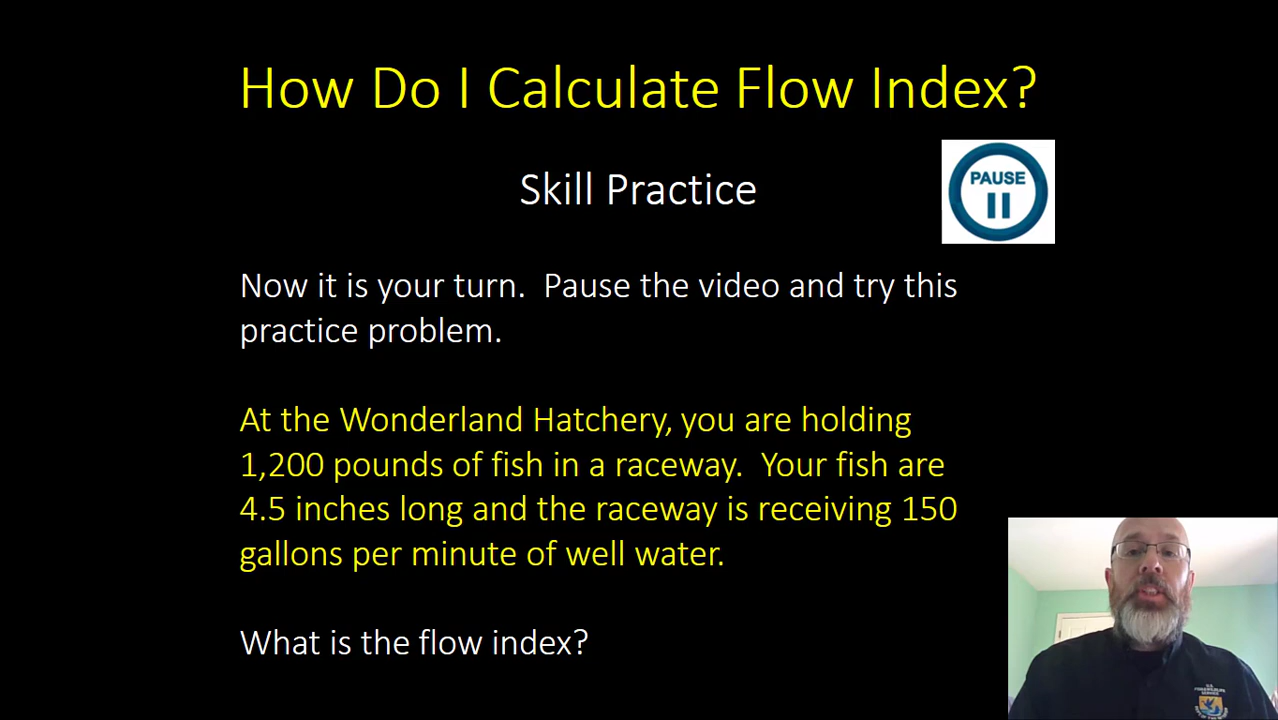 How Do I Calculate Flow Index?
Skill Practice
PAUSE
Now it is your turn.  Pause the video and try this
practice problem.
At the Wonderland Hatchery, you are holding
1,200 pounds of fish in a raceway.  Your fish are
4.5 inches long and the raceway is receiving 150
gallons per minute of well water.
What is the flow index?
U.S.
FISH & WILDLIFE
SERVICE